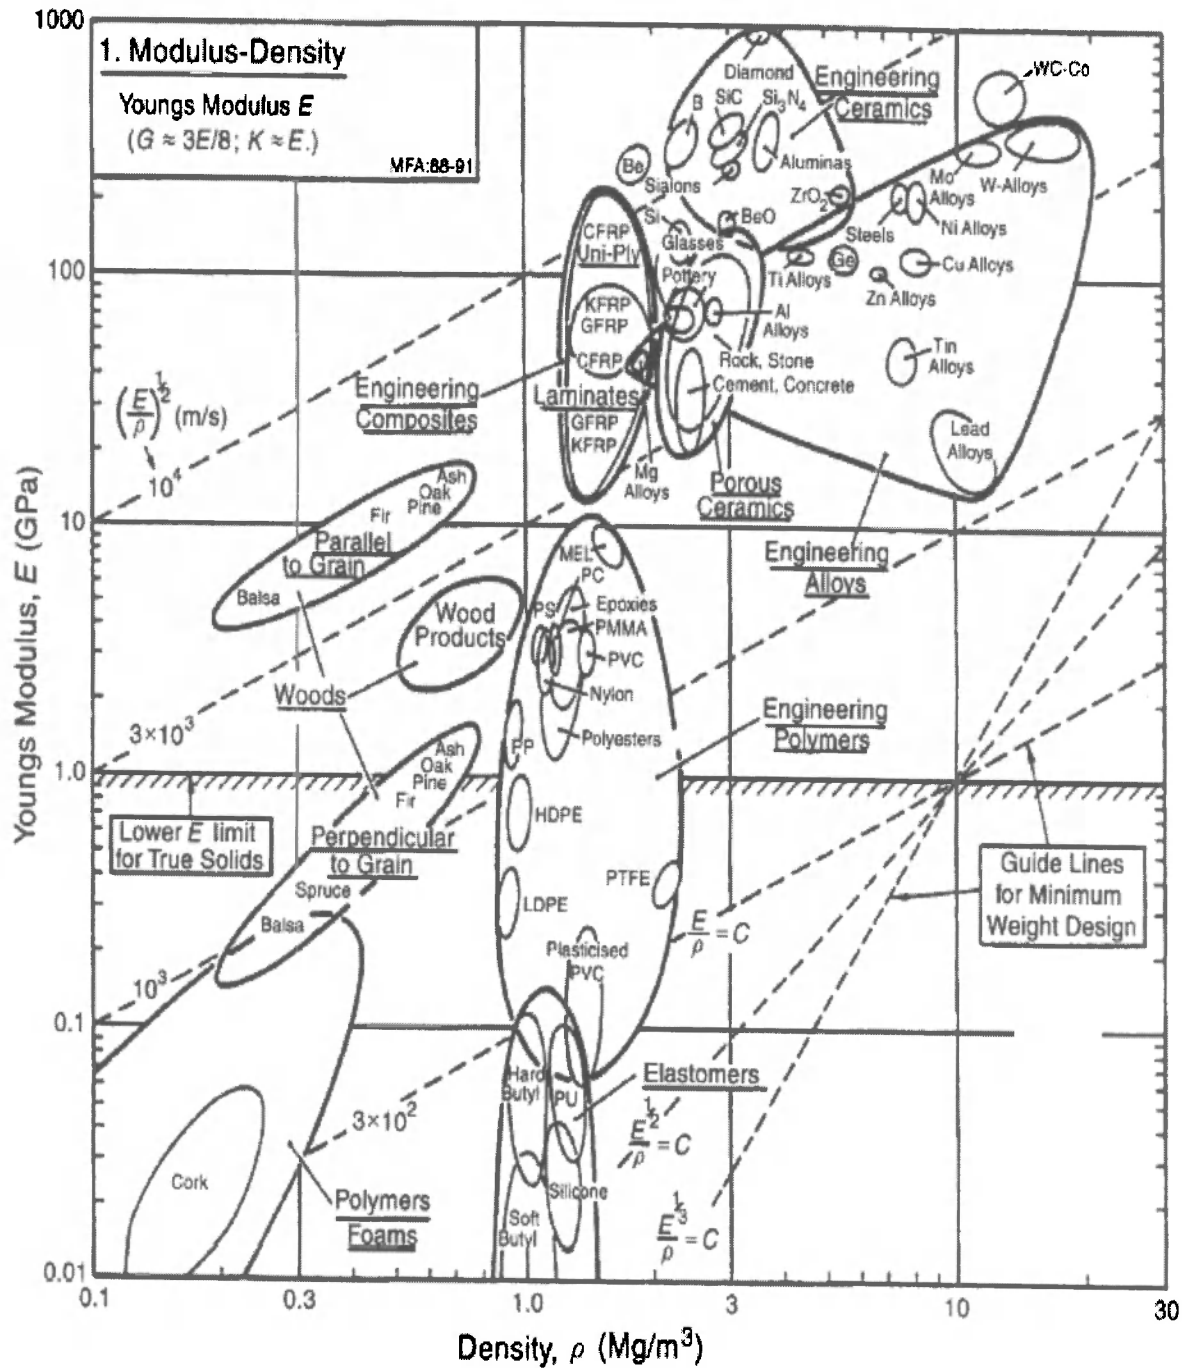 1. Modulus-Density
Youngs Modulus E
(G ≈ 3E/8; K ≈ E.)
MFA:88-91
1000
100
10
1.0
0.1
0.01
Youngs Modulus, E (GPa)
0.1
0.3
1.0
3
10
30
Density, ρ (Mg/m³)
Diamond
Engineering
Ceramics
WC-Co
B
SiC
Si₃N₄
Aluminas
Be
Sialons
ZrO₂
Mo
Alloys
W-Alloys
Si
BeO
Steels
Ni Alloys
CFRP
Uni-Ply
Glasses
Pottery
Ti Alloys
Ge
Cu Alloys
Zn Alloys
KFRP
GFRP
Al
Alloys
CFRP
Rock, Stone
Cement, Concrete
Tin
Alloys
Engineering
Composites
Laminates
GFRP
KFRP
Lead
Alloys
Mg
Alloys
Porous
Ceramics
Engineering
Alloys
(E/ρ)^½ (m/s)
10⁴
Ash
Oak
Pine
Fir
Parallel
to Grain
Balsa
MEL
PC
Wood
Products
PS
Epoxies
PMMA
PVC
Nylon
Woods
Polyesters
Engineering
Polymers
3×10³
PP
Ash
Oak
Pine
Fir
HDPE
Lower E limit
for True Solids
Perpendicular
to Grain
Spruce
Balsa
LDPE
PTFE
Guide Lines
for Minimum
Weight Design
E/ρ = C
Plasticised
PVC
10³
Hard
Butyl
PU
Elastomers
3×10²
E^½/ρ = C
Cork
Silicone
Polymers
Foams
Soft
Butyl
E^⅓/ρ = C